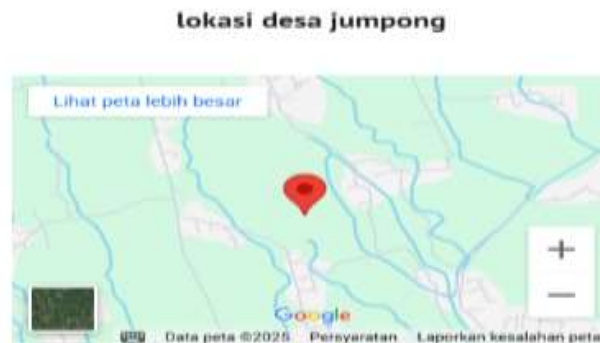 lokasi desa jumpong
Lihat peta lebih besar
Google
Data peta ©2025 Persyaratan Laporkan kesalahan peta